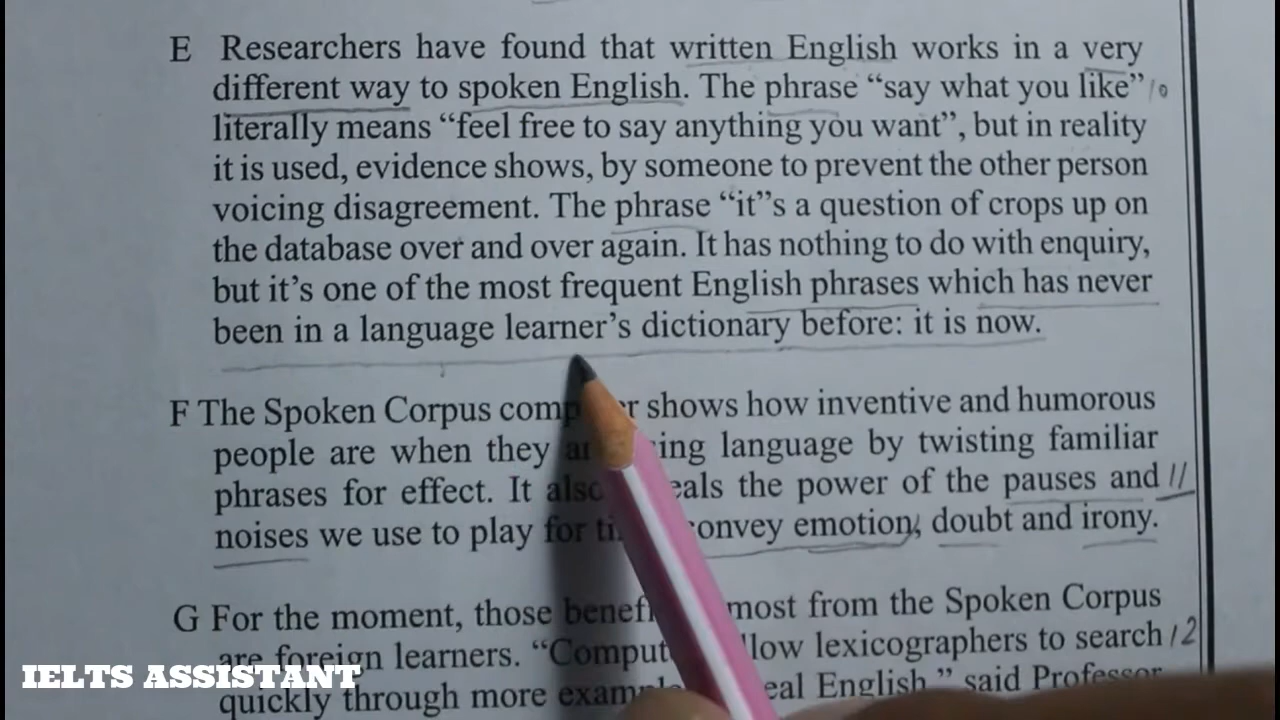 E Researchers have found that written English works in a very
different way to spoken English. The phrase “say what you like” 10
literally means “feel free to say anything you want”, but in reality
it is used, evidence shows, by someone to prevent the other person
voicing disagreement. The phrase “it”s a question of crops up on
the database over and over again. It has nothing to do with enquiry,
but it’s one of the most frequent English phrases which has never
been in a language learner’s dictionary before: it is now.
F The Spoken Corpus shows how inventive and humorous
people are when they language by twisting familiar
phrases for effect. It also the power of the pauses and 11
noises we use to play for emotion, doubt and irony.
G For the moment, those most from the Spoken Corpus
are foreign learners. lexicographers to search 12
quickly through more English,” said Professor
IELTS ASSISTANT